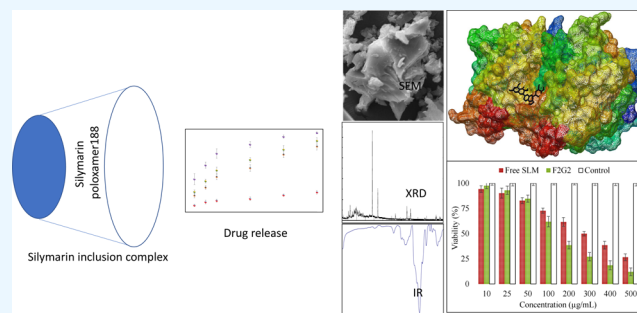 Silymarin
poloxamer188
Silymarin inclusion complex
Drug release
SEM
XRD
IR
Free SLM F2G2 Control
Viability (%)
100
75
50
25
0
10 25 50 100 200 300 400 500
Concentration (µg/mL)